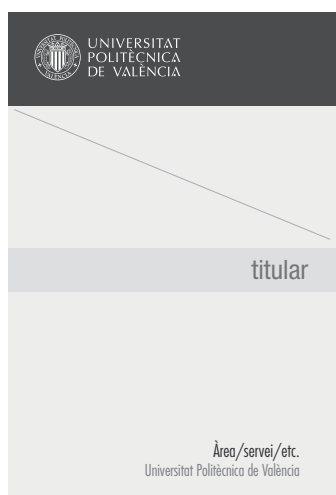 UNIVERSITAT
POLITÈCNICA
DE VALÈNCIA
titular
Àrea/servei/etc.
Universitat Politècnica de València